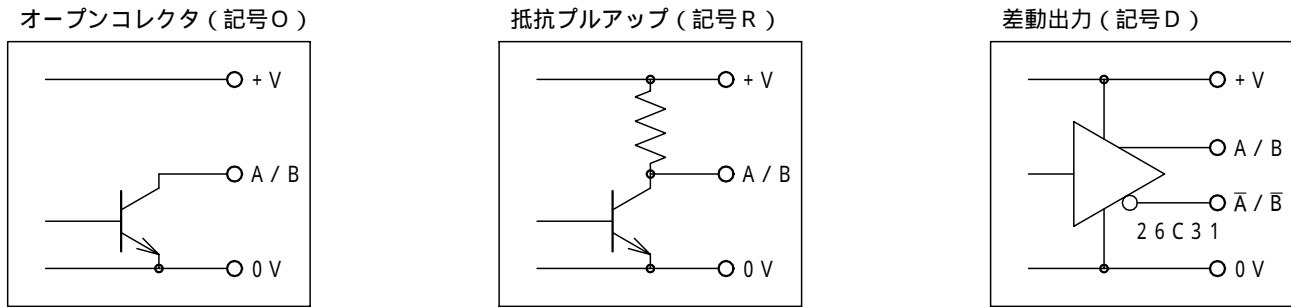 オープンコレクタ（記号O）
+V
A/B
0V
抵抗プルアップ（記号R）
+V
A/B
0V
差動出力（記号D）
+V
A/B
A̅/B̅
26C31
0V